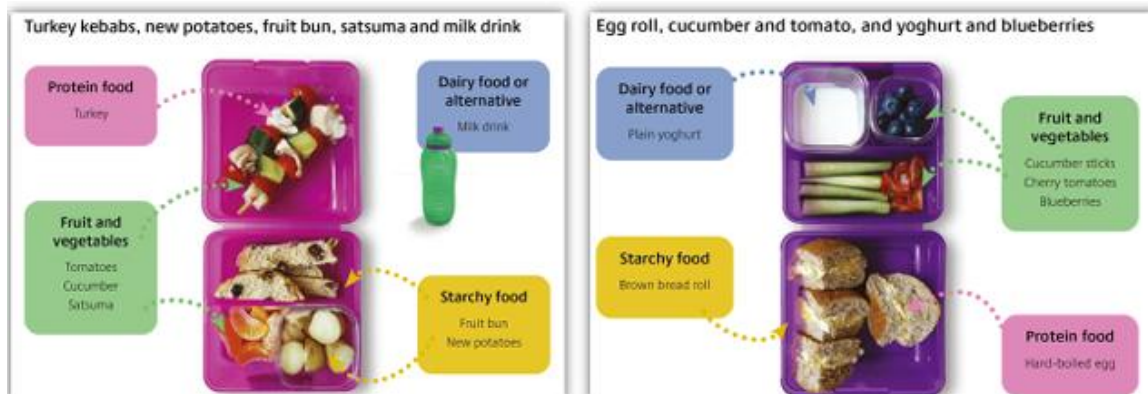 Turkey kebabs, new potatoes, fruit bun, satsuma and milk drink
Protein food
Turkey
Dairy food or
alternative
Milk drink
Fruit and
vegetables
Tomatoes
Cucumber
Satsuma
Starchy food
Fruit bun
New potatoes
Egg roll, cucumber and tomato, and yoghurt and blueberries
Dairy food or
alternative
Plain yoghurt
Fruit and
vegetables
Cucumber sticks
Cherry tomatoes
Blueberries
Starchy food
Brown bread roll
Protein food
Hard-boiled egg